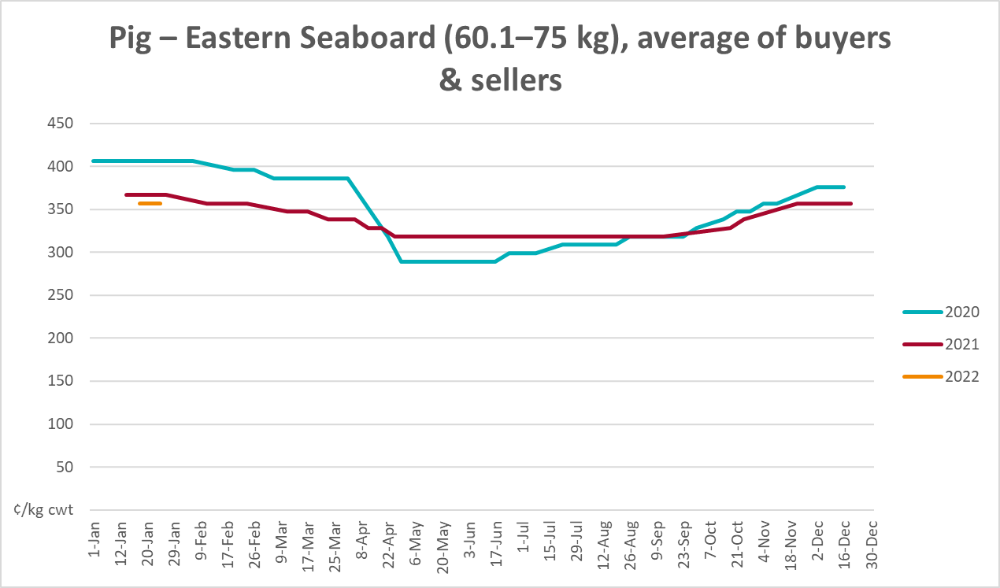 Pig – Eastern Seaboard (60.1–75 kg), average of buyers
& sellers
450
400
350
300
250
200
150
100
50
¢/kg cwt
1-Jan
12-Jan
20-Jan
29-Jan
9-Feb
17-Feb
26-Feb
9-Mar
17-Mar
25-Mar
8-Apr
22-Apr
6-May
20-May
3-Jun
17-Jun
1-Jul
15-Jul
29-Jul
12-Aug
26-Aug
9-Sep
23-Sep
7-Oct
21-Oct
4-Nov
18-Nov
2-Dec
16-Dec
30-Dec
2020
2021
2022